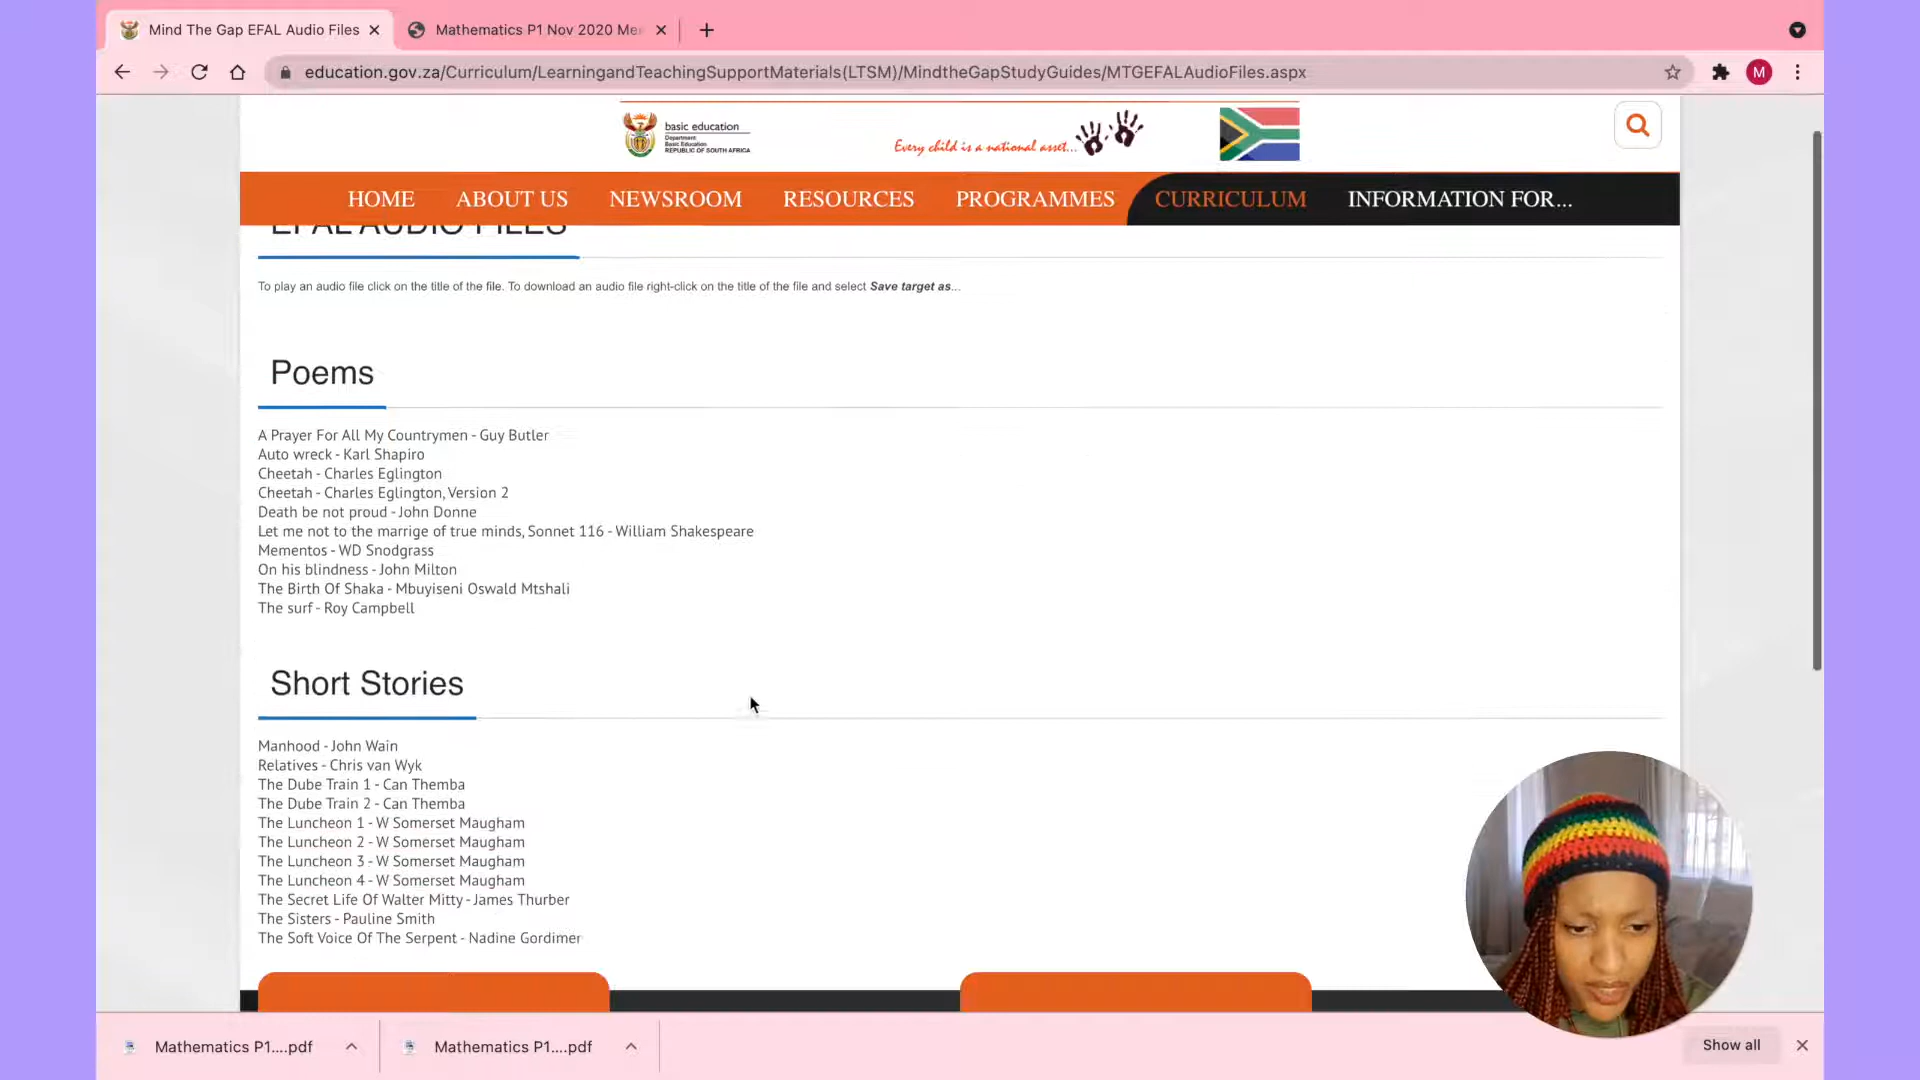 Mind The Gap EFAL Audio Files
Mathematics P1 Nov 2020 Me
education.gov.za/Curriculum/LearningandTeachingSupportMaterials(LTSM)/MindtheGapStudyGuides/MTGEFALAudioFiles.aspx
M
basic education
Department:
Basic Education
REPUBLIC OF SOUTH AFRICA
Every child is a national asset...
HOME ABOUT US NEWSROOM RESOURCES PROGRAMMES CURRICULUM INFORMATION FOR...
EFAL AUDIO FILES
To play an audio file click on the title of the file. To download an audio file right-click on the title of the file and select Save target as...
Poems
A Prayer For All My Countrymen - Guy Butler
Auto wreck - Karl Shapiro
Cheetah - Charles Eglington
Cheetah - Charles Eglington, Version 2
Death be not proud - John Donne
Let me not to the marrige of true minds, Sonnet 116 - William Shakespeare
Mementos - WD Snodgrass
On his blindness - John Milton
The Birth Of Shaka - Mbuyiseni Oswald Mtshali
The surf - Roy Campbell
Short Stories
Manhood - John Wain
Relatives - Chris van Wyk
The Dube Train 1 - Can Themba
The Dube Train 2 - Can Themba
The Luncheon 1 - W Somerset Maugham
The Luncheon 2 - W Somerset Maugham
The Luncheon 3 - W Somerset Maugham
The Luncheon 4 - W Somerset Maugham
The Secret Life Of Walter Mitty - James Thurber
The Sisters - Pauline Smith
The Soft Voice Of The Serpent - Nadine Gordimer
Mathematics P1....pdf
Mathematics P1....pdf
Show all